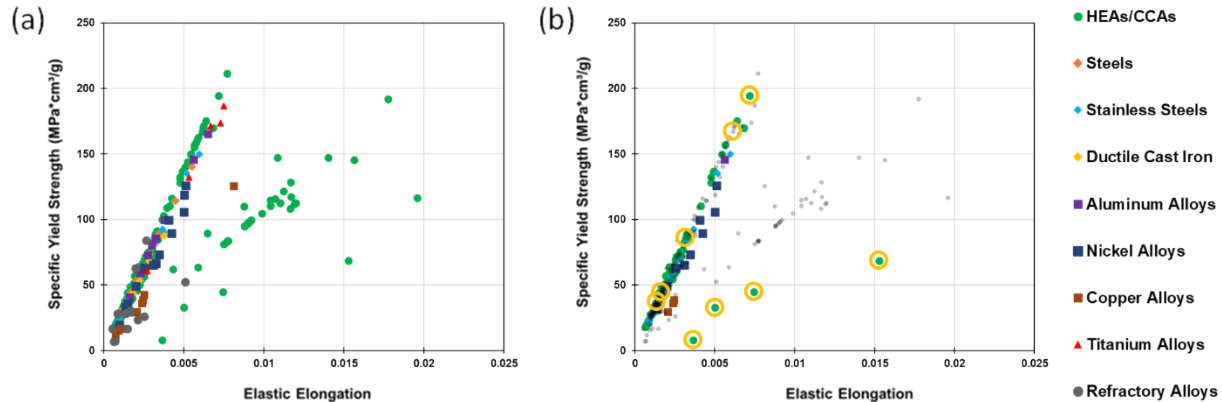 (a)
250
200
150
100
50
0
Specific Yield Strength (MPa*cm³/g)
0
0.005
0.01
0.015
0.02
0.025
Elastic Elongation
(b)
250
200
150
100
50
0
Specific Yield Strength (MPa*cm³/g)
0
0.005
0.01
0.015
0.02
0.025
Elastic Elongation
HEAs/CCAs
Steels
Stainless Steels
Ductile Cast Iron
Aluminum Alloys
Nickel Alloys
Copper Alloys
Titanium Alloys
Refractory Alloys